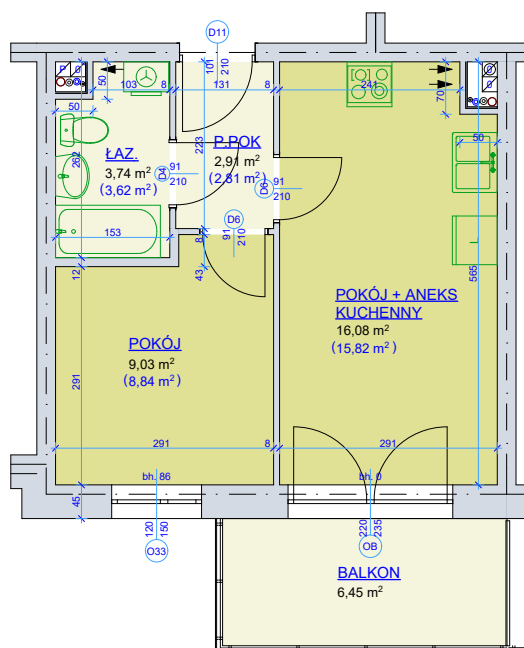 D11
101
210
50
103
8
131
8
241
70
50
50
ŁAZ.
3,74 m²
(3,62 m²)
262
P.POK
2,91 m²
(2,81 m²)
223
D4
91
210
D6
91
210
D6
91
210
153
8
43
12
L
565
POKÓJ + ANEKS
KUCHENNY
16,08 m²
(15,82 m²)
POKÓJ
9,03 m²
(8,84 m²)
291
291
8
291
bh. 86
bh. 0
45
120
150
O33
220
235
OB
BALKON
6,45 m²